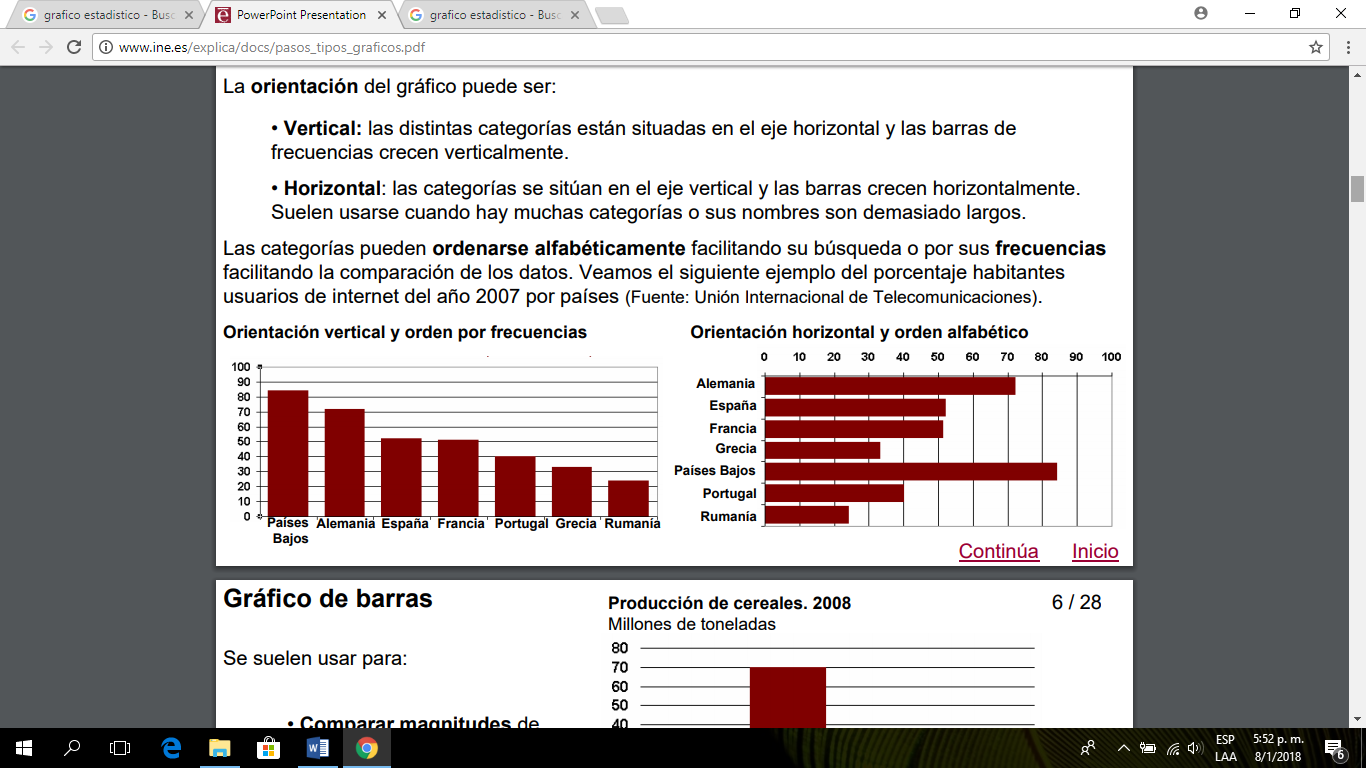 grafico estadistico - Busc
PowerPoint Presentation
grafico estadistico - Busc
www.ine.es/explica/docs/pasos_tipos_graficos.pdf
La orientación del gráfico puede ser:
• Vertical: las distintas categorías están situadas en el eje horizontal y las barras de
frecuencias crecen verticalmente.
• Horizontal: las categorías se sitúan en el eje vertical y las barras crecen horizontalmente.
Suelen usarse cuando hay muchas categorías o sus nombres son demasiado largos.
Las categorías pueden ordenarse alfabéticamente facilitando su búsqueda o por sus frecuencias
facilitando la comparación de los datos. Veamos el siguiente ejemplo del porcentaje habitantes
usuarios de internet del año 2007 por países (Fuente: Unión Internacional de Telecomunicaciones).
Orientación vertical y orden por frecuencias
100
90
80
70
60
50
40
30
20
10
0
Países Bajos Alemania España Francia Portugal Grecia Rumanía
Orientación horizontal y orden alfabético
0 10 20 30 40 50 60 70 80 90 100
Alemania
España
Francia
Grecia
Países Bajos
Portugal
Rumanía
Continúa Inicio
Gráfico de barras
Se suelen usar para:
• Comparar magnitudes de
Producción de cereales. 2008
Millones de toneladas
6 / 28
80
70
60
50
40
ESP
LAA
5:52 p. m.
8/1/2018
6